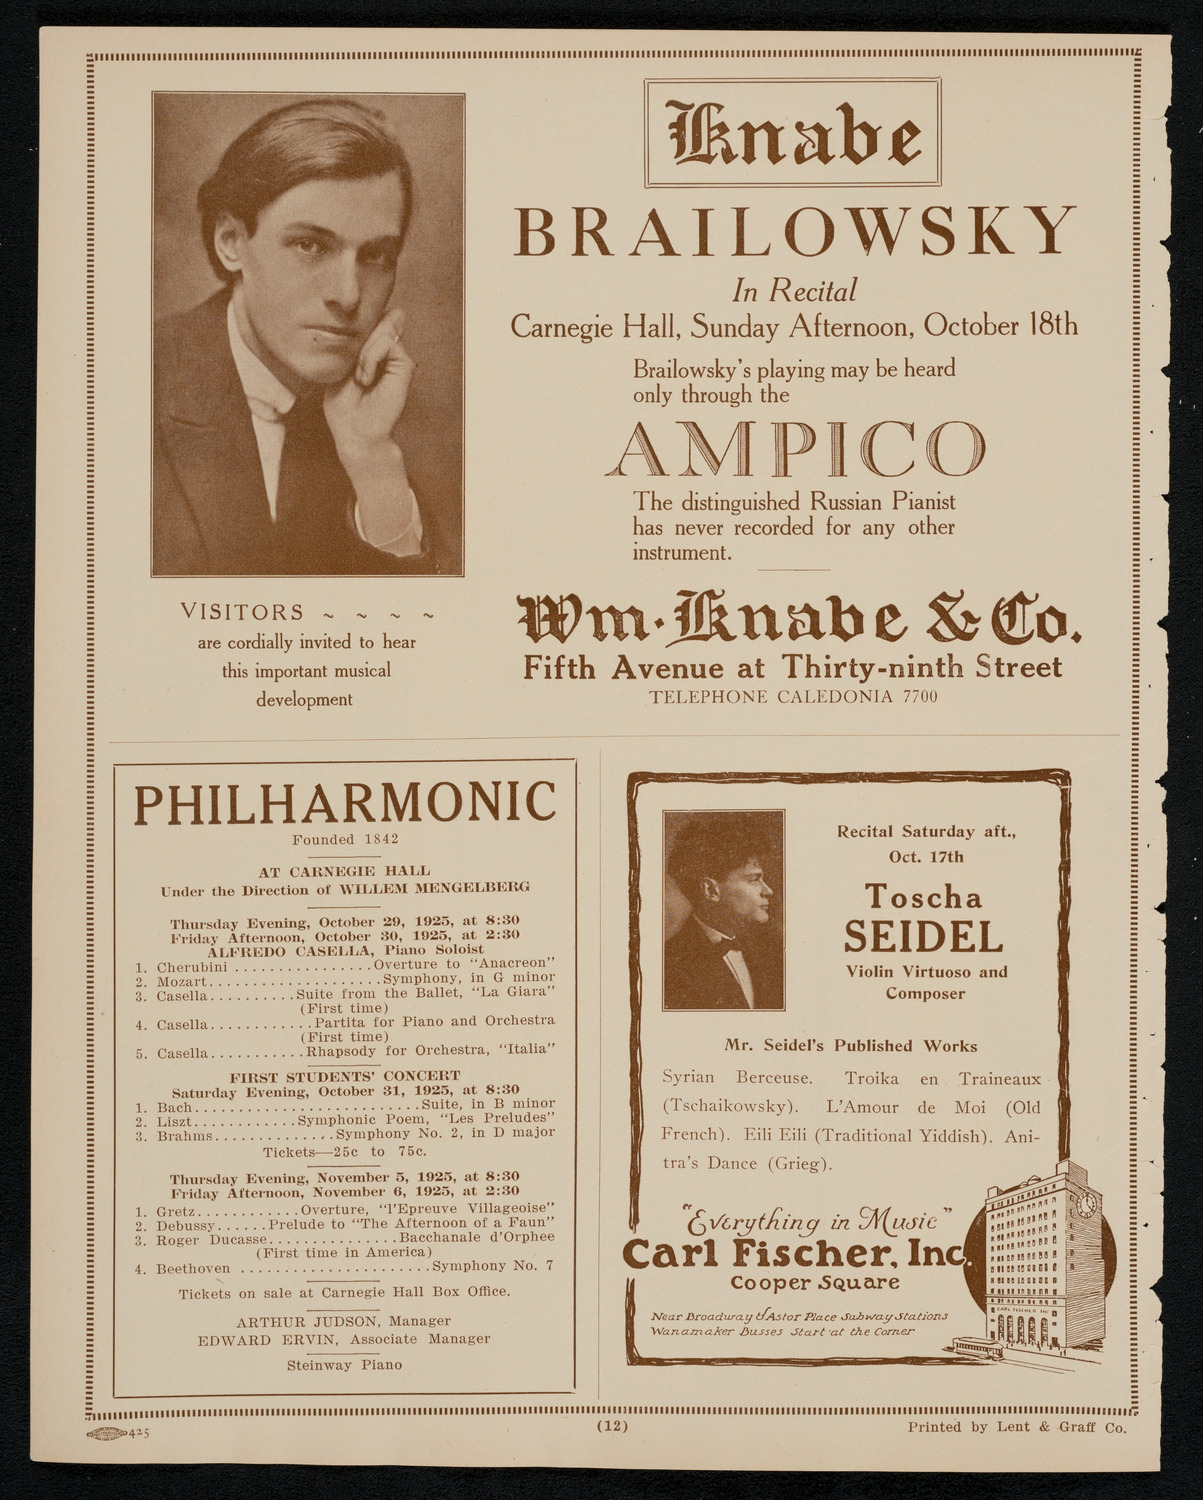 Knabe
BRAILOWSKY
In Recital
Carnegie Hall, Sunday Afternoon, October 18th
Brailowsky's playing may be heard
only through the
AMPICO
The distinguished Russian Pianist
has never recorded for any other
instrument.
Wm. Knabe & Co.
Fifth Avenue at Thirty-ninth Street
TELEPHONE CALEDONIA 7700
VISITORS ~ ~ ~ ~
are cordially invited to hear
this important musical
development
PHILHARMONIC
Founded 1842
AT CARNEGIE HALL
Under the Direction of WILLEM MENGELBERG
Thursday Evening, October 29, 1925, at 8:30
Friday Afternoon, October 30, 1925, at 2:30
ALFREDO CASELLA, Piano Soloist
1. Cherubini ................Overture to "Anacreon"
2. Mozart....................Symphony, in G minor
3. Casella..........Suite from the Ballet, "La Giara"
(First time)
4. Casella............Partita for Piano and Orchestra
(First time)
5. Casella...........Rhapsody for Orchestra, "Italia"
FIRST STUDENTS' CONCERT
Saturday Evening, October 31, 1925, at 8:30
1. Bach..........................Suite, in B minor
2. Liszt............Symphonic Poem, "Les Preludes"
3. Brahms..............Symphony No. 2, in D major
Tickets—25c to 75c.
Thursday Evening, November 5, 1925, at 8:30
Friday Afternoon, November 6, 1925, at 2:30
1. Gretz............Overture, "l'Epreuve Villageoise"
2. Debussy......Prelude to "The Afternoon of a Faun"
3. Roger Ducasse...............Bacchanale d'Orphee
(First time in America)
4. Beethoven ......................Symphony No. 7
Tickets on sale at Carnegie Hall Box Office.
ARTHUR JUDSON, Manager
EDWARD ERVIN, Associate Manager
Steinway Piano
Recital Saturday aft.,
Oct. 17th
Toscha
SEIDEL
Violin Virtuoso and
Composer
Mr. Seidel's Published Works
Syrian Berceuse. Troika en Traineaux
(Tschaikowsky). L'Amour de Moi (Old
French). Eili Eili (Traditional Yiddish). Ani-
tra's Dance (Grieg).
"Everything in Music"
Carl Fischer, Inc.
Cooper Square
CARL FISCHER INC
Near Broadway & Astor Place Subway Stations
Wanamaker Busses Start at the Corner
425
(12)
Printed by Lent & Graff Co.